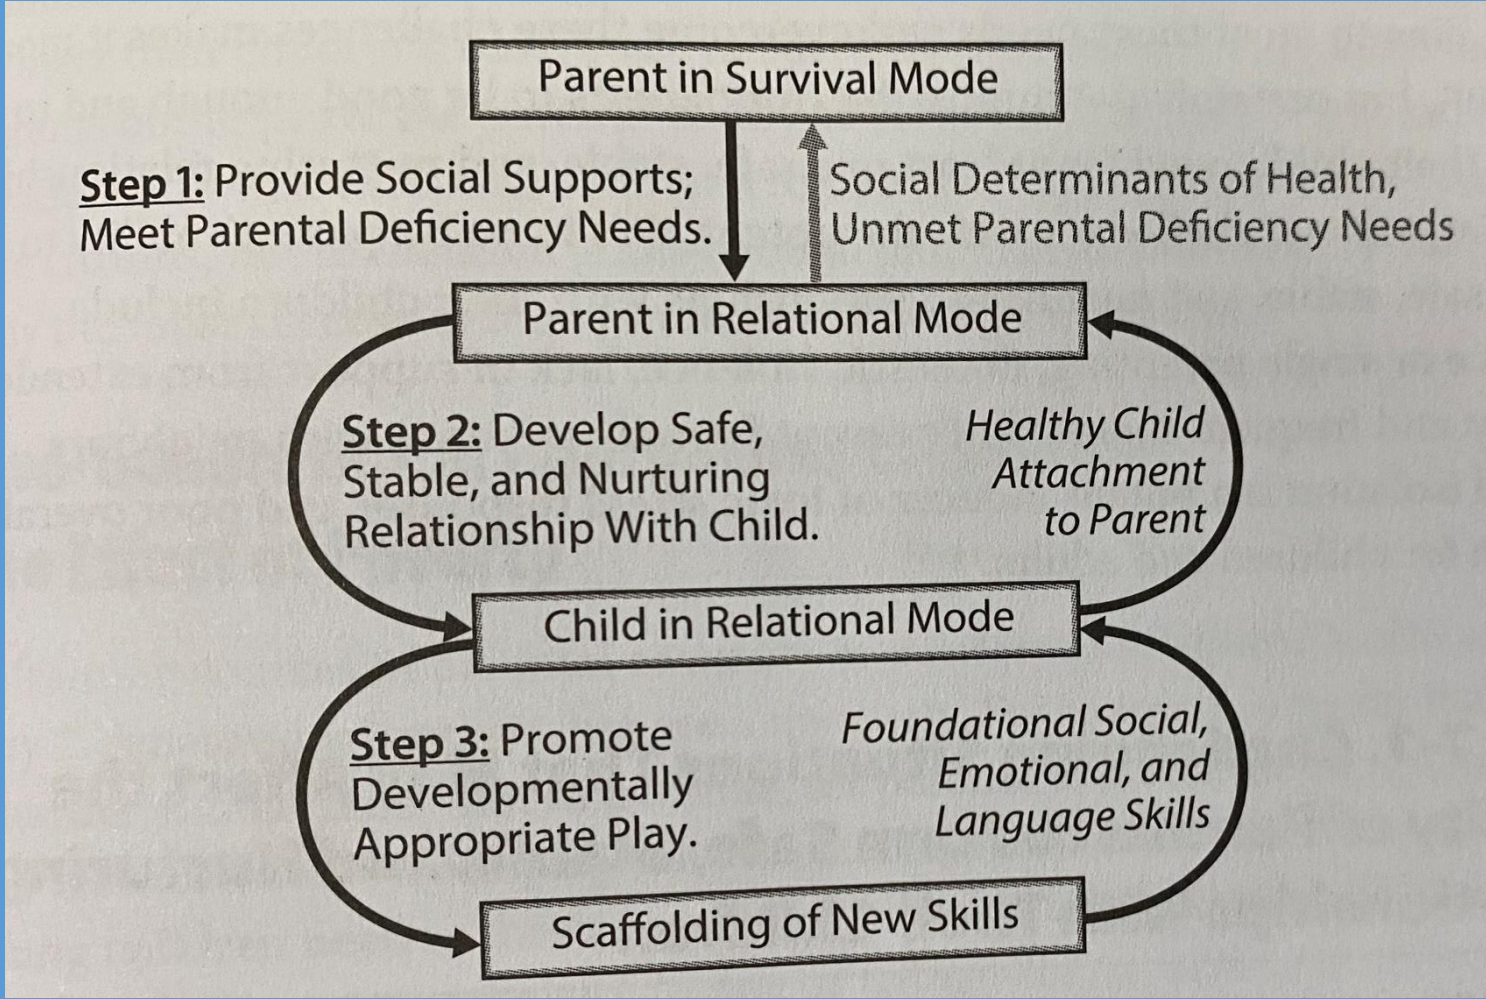 Parent in Survival Mode
Step 1: Provide Social Supports;
Meet Parental Deficiency Needs.
Social Determinants of Health,
Unmet Parental Deficiency Needs
Parent in Relational Mode
Step 2: Develop Safe,
Stable, and Nurturing
Relationship With Child.
Healthy Child
Attachment
to Parent
Child in Relational Mode
Step 3: Promote
Developmentally
Appropriate Play.
Foundational Social,
Emotional, and
Language Skills
Scaffolding of New Skills